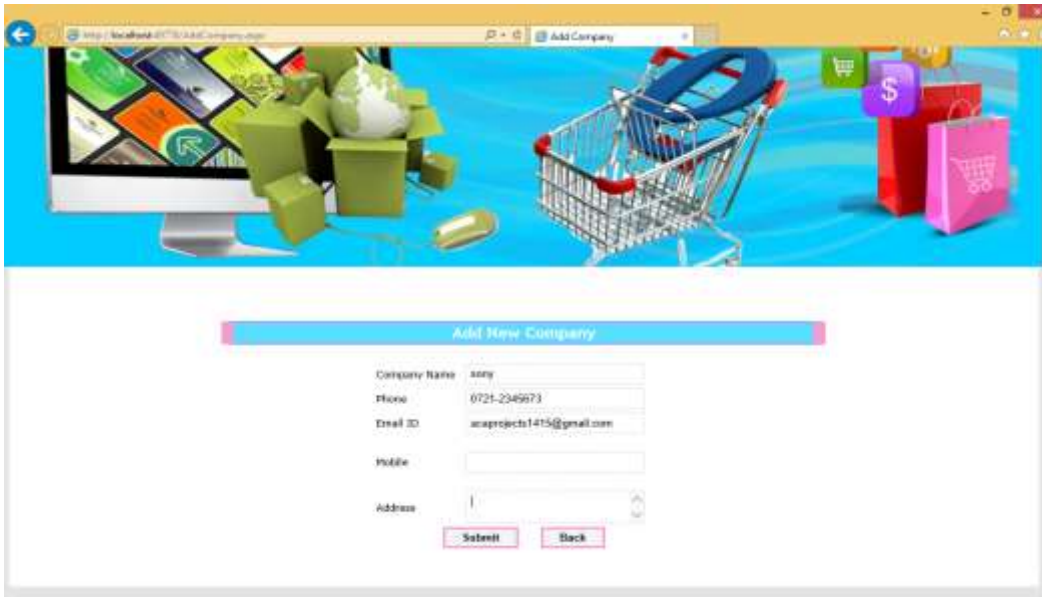 Add Company
Add New Company
Company Name sony
Phone 0721-2345673
Email ID acaprojects1415@gmail.com
Mobile
Address
Submit Back